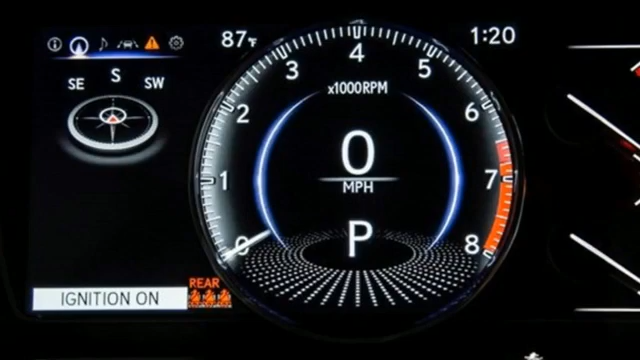 87°F
1:20
SE S SW
x1000RPM
0 1 2 3 4 5 6 7 8
0
MPH
P
IGNITION ON
REAR